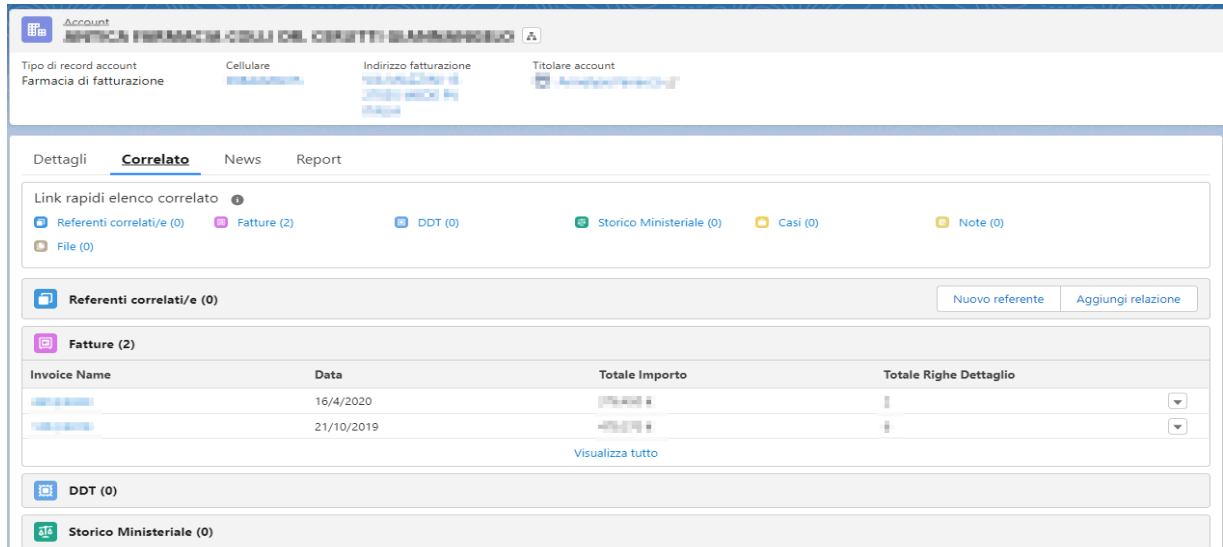 Account
Tipo di record account Cellulare Indirizzo fatturazione Titolare account
Farmacia di fatturazione
Dettagli Correlato News Report
Link rapidi elenco correlato
Referenti correlati/e (0) Fatture (2) DDT (0) Storico Ministeriale (0) Casi (0) Note (0)
File (0)
Referenti correlati/e (0) Nuovo referente Aggiungi relazione
Fatture (2)
Invoice Name Data Totale Importo Totale Righe Dettaglio
16/4/2020
21/10/2019
Visualizza tutto
DDT (0)
Storico Ministeriale (0)